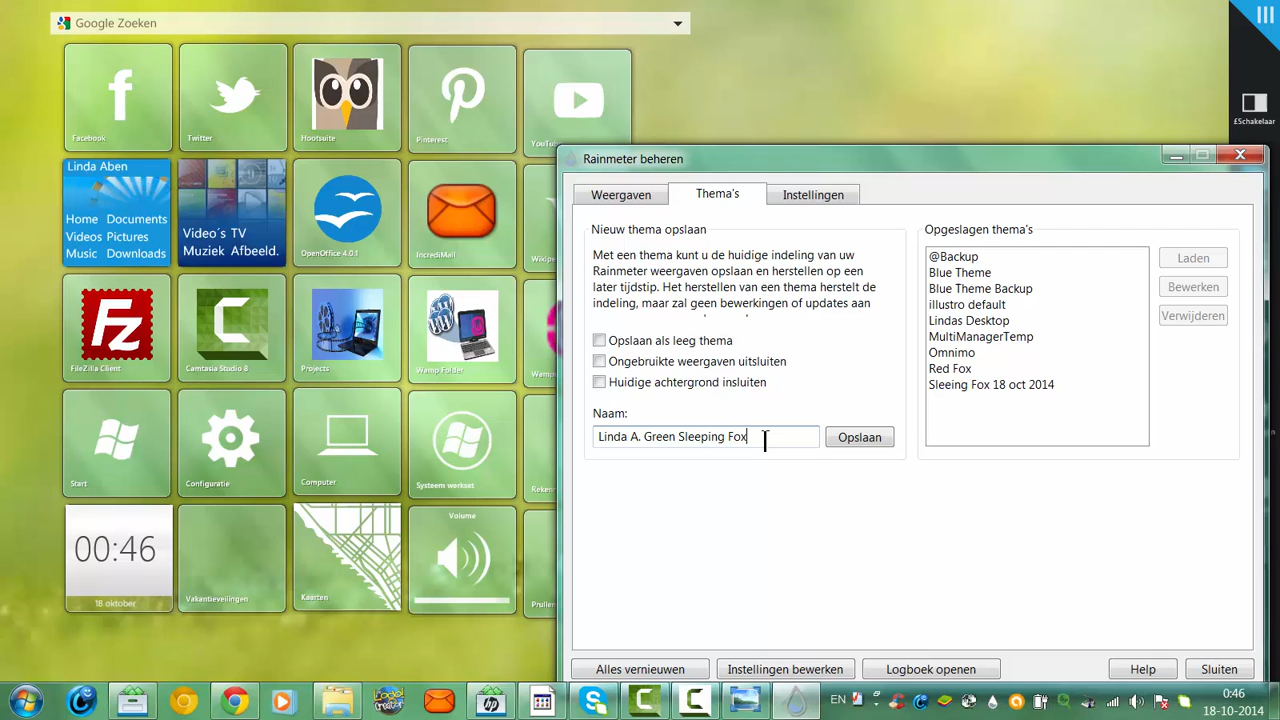 Google Zoeken
Facebook
Twitter
Hootsuite
Pinterest
YouTub
£Schakelaar
Linda Aben
Home Documents
Videos Pictures
Music Downloads
Video´s TV
Muziek Afbeeld.
OpenOffice 4.0.1
IncrediMail
Wikipe
FileZilla Client
Camtasia Studio 8
Projects
Wamp Folder
Wamps
Start
Configuratie
Computer
Systeem werkset
Reken
00:46
18 oktober
Vakantieveiingen
Kaarten
Volume
Prulle
Rainmeter beheren
Weergaven
Thema's
Instellingen
Nieuw thema opslaan
Met een thema kunt u de huidige indeling van uw
Rainmeter weergaven opslaan en herstellen op een
later tijdstip. Het herstellen van een thema herstelt de
indeling, maar zal geen bewerkingen of updates aan
Opslaan als leeg thema
Ongebruikte weergaven uitsluiten
Huidige achtergrond insluiten
Naam:
Linda A. Green Sleeping Fox
Opslaan
Opgeslagen thema's
@Backup
Blue Theme
Blue Theme Backup
illustro default
Lindas Desktop
MultiManagerTemp
Omnimo
Red Fox
Sleeing Fox 18 oct 2014
Laden
Bewerken
Verwijderen
Alles vernieuwen
Instellingen bewerken
Logboek openen
Help
Sluiten
EN
0:46
18-10-2014